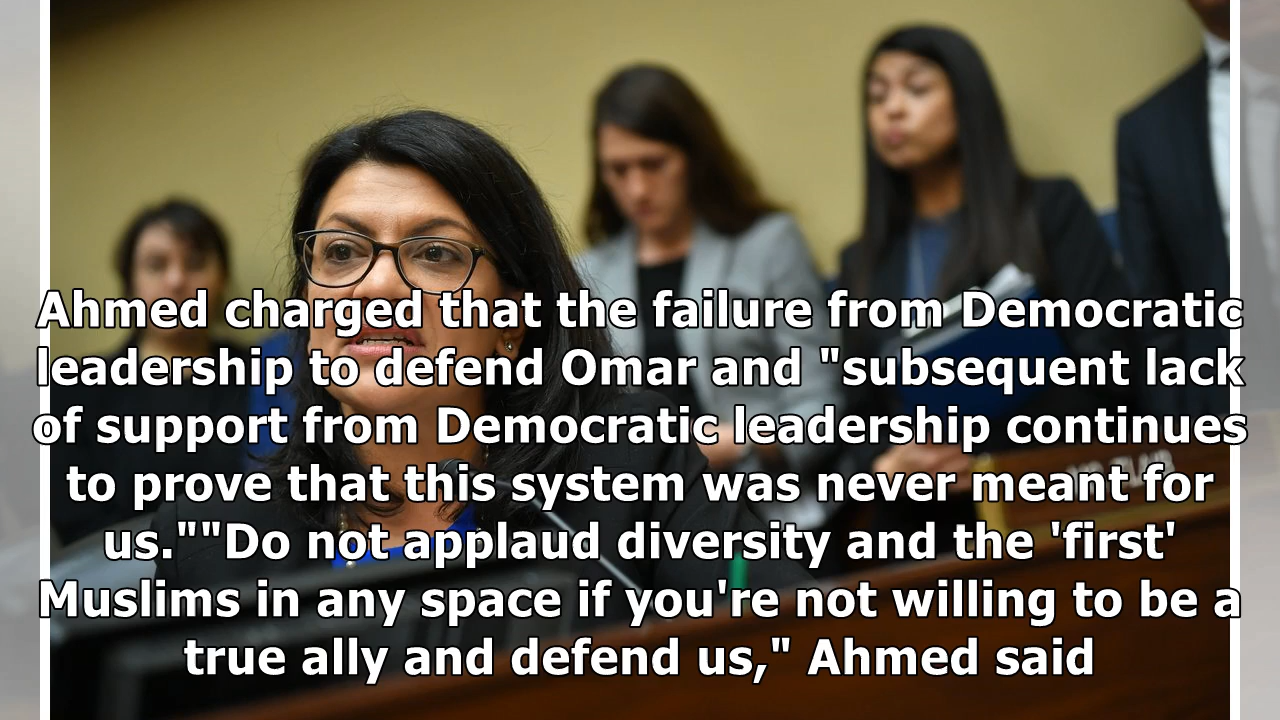 Ahmed charged that the failure from Democratic
leadership to defend Omar and "subsequent lack
of support from Democratic leadership continues
to prove that this system was never meant for
us.""Do not applaud diversity and the 'first'
Muslims in any space if you're not willing to be a
true ally and defend us," Ahmed said